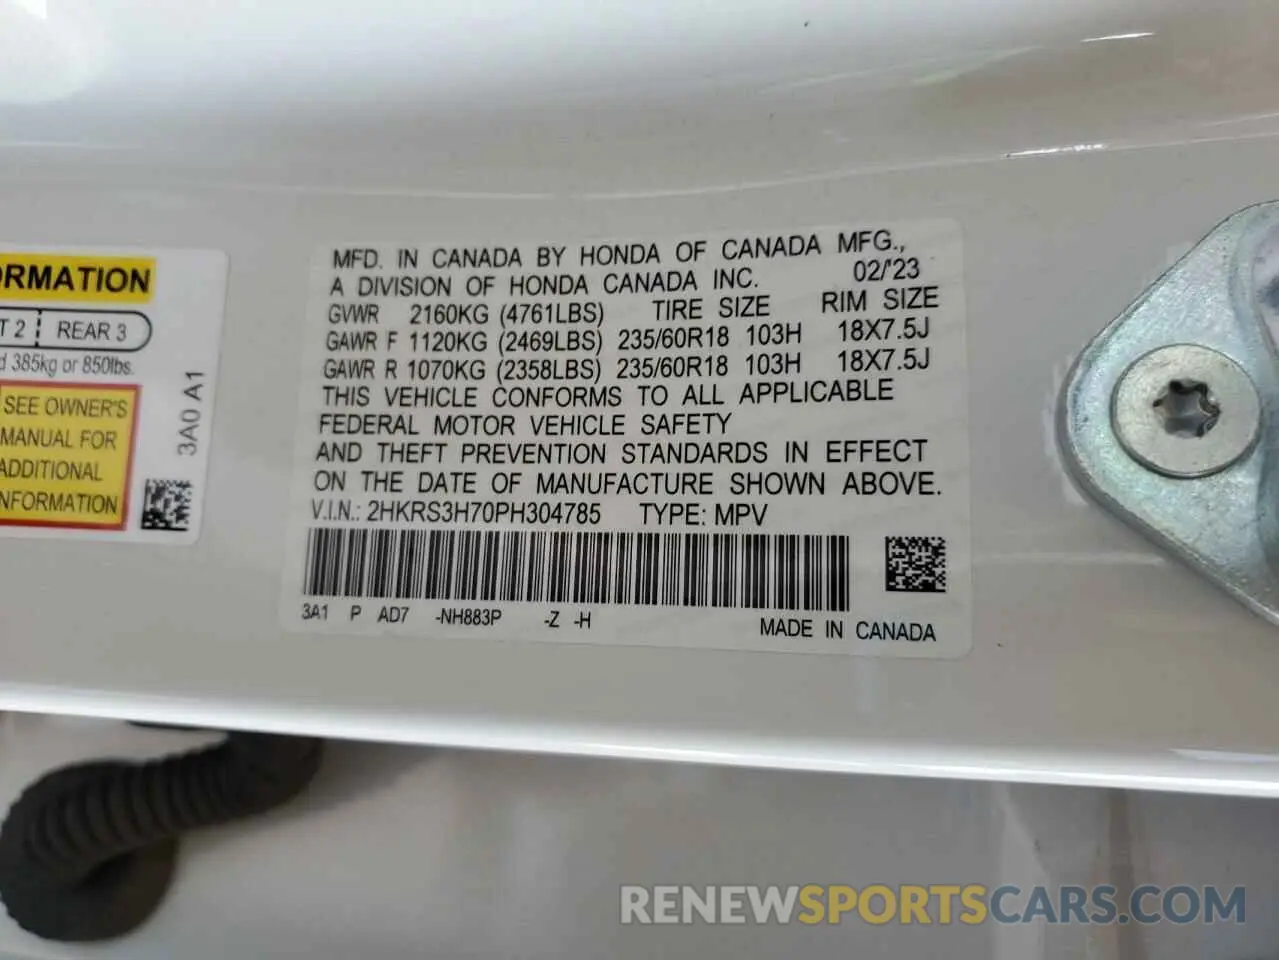 ORMATION
T 2 REAR 3
d 385kg or 850lbs.
SEE OWNER'S
MANUAL FOR
ADDITIONAL
NFORMATION
3A0 A1
MFD. IN CANADA BY HONDA OF CANADA MFG.,
A DIVISION OF HONDA CANADA INC. 02/'23
GVWR 2160KG (4761LBS) TIRE SIZE RIM SIZE
GAWR F 1120KG (2469LBS) 235/60R18 103H 18X7.5J
GAWR R 1070KG (2358LBS) 235/60R18 103H 18X7.5J
THIS VEHICLE CONFORMS TO ALL APPLICABLE
FEDERAL MOTOR VEHICLE SAFETY
AND THEFT PREVENTION STANDARDS IN EFFECT
ON THE DATE OF MANUFACTURE SHOWN ABOVE.
V.I.N.: 2HKRS3H70PH304785 TYPE: MPV
3A1 P AD7 -NH883P -Z -H
MADE IN CANADA
RENEWSPORTSCARS.COM